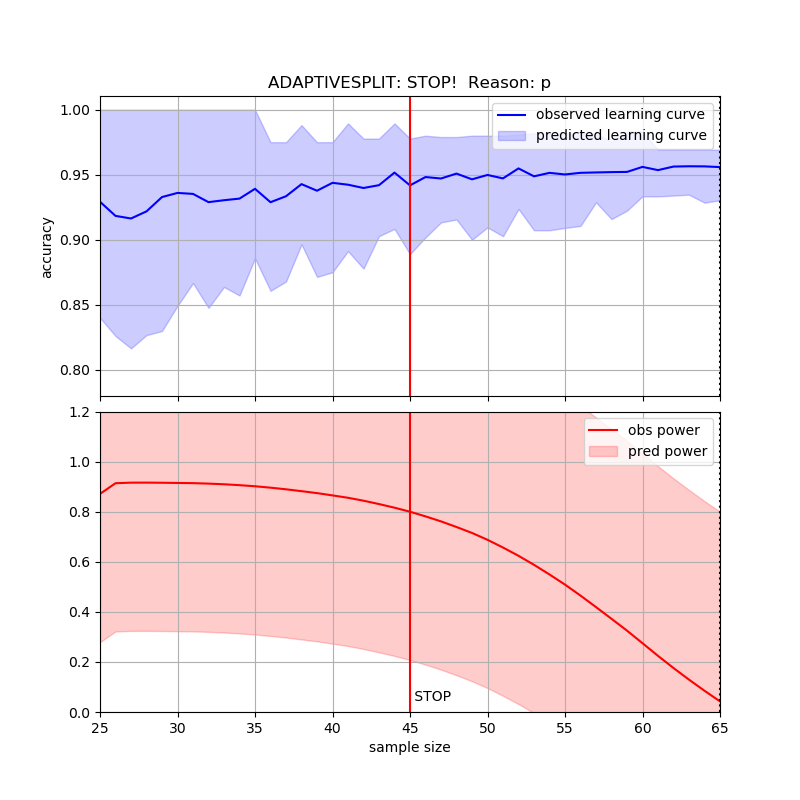 ADAPTIVESPLIT: STOP!  Reason: p
1.00
0.95
0.90
0.85
0.80
accuracy
observed learning curve
predicted learning curve
1.2
1.0
0.8
0.6
0.4
0.2
0.0
obs power
pred power
STOP
25 30 35 40 45 50 55 60 65
sample size